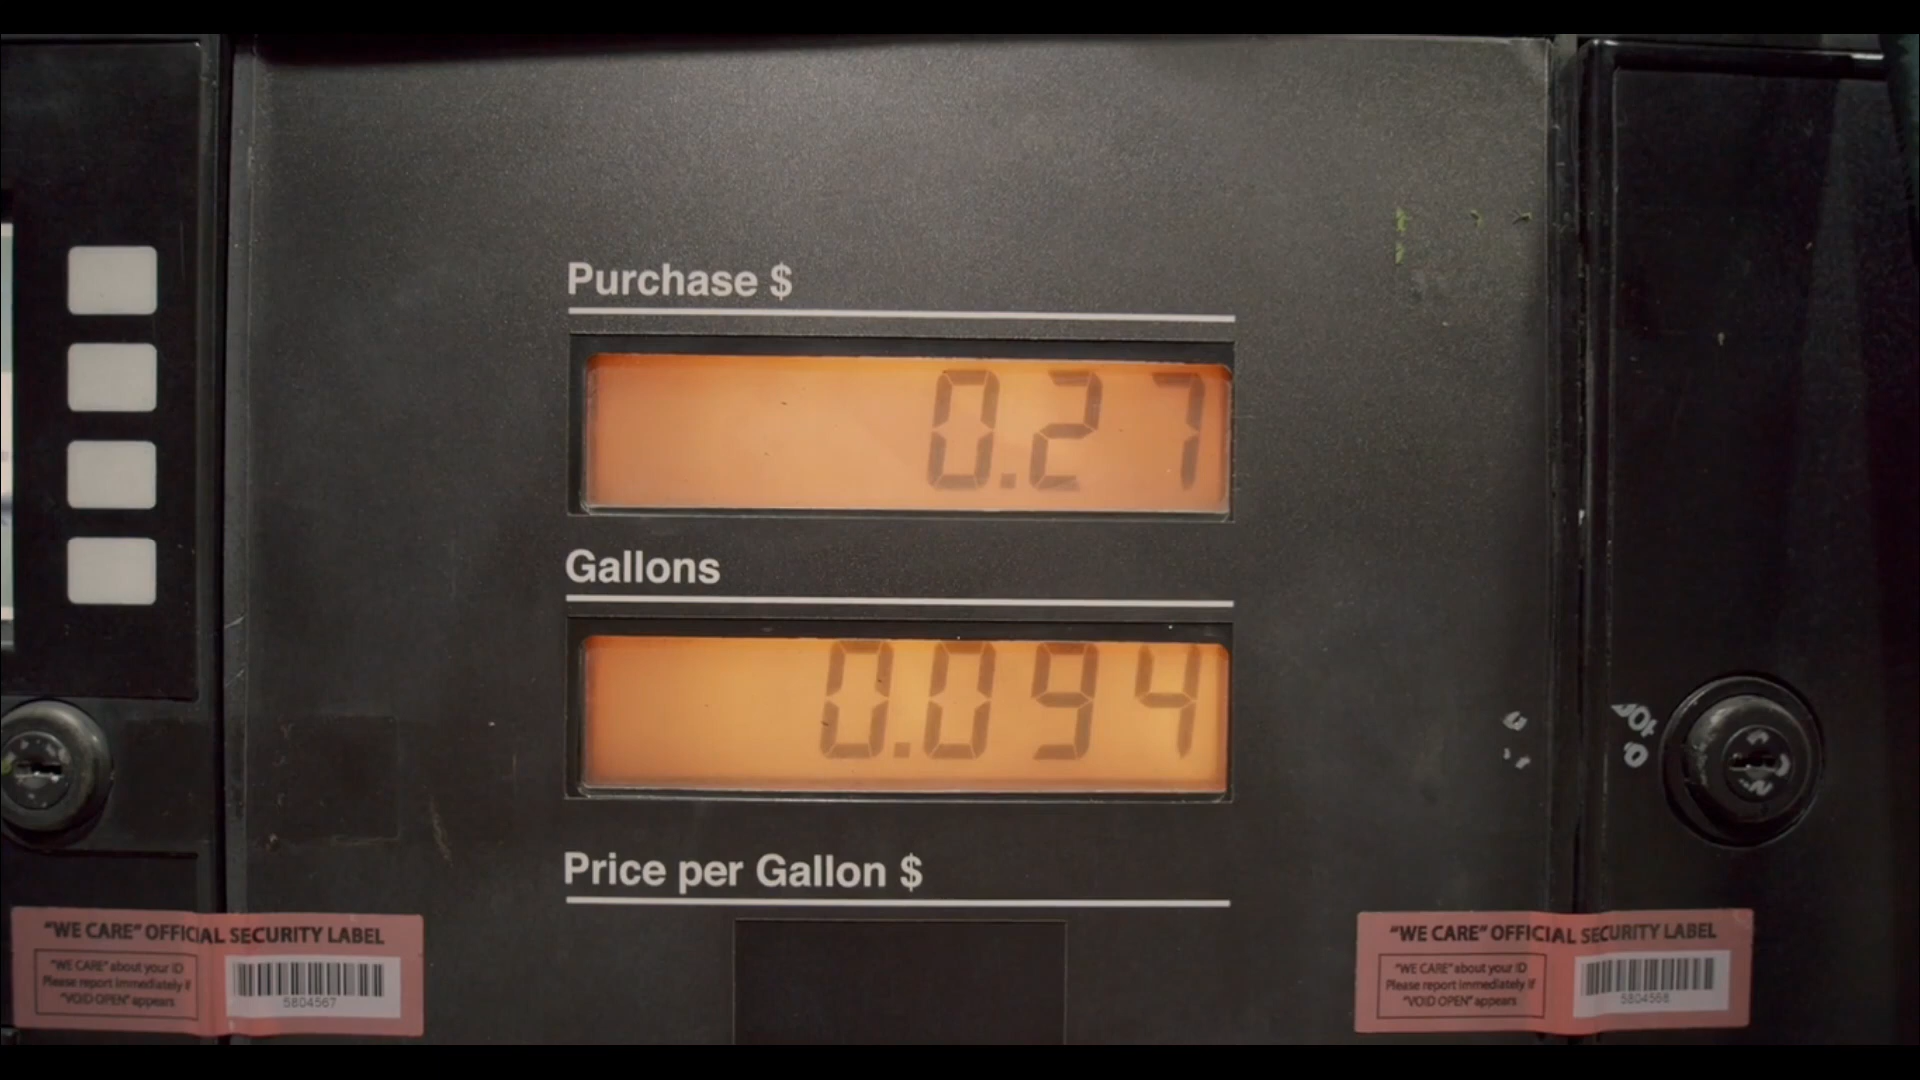 Purchase $
0.27
Gallons
0.094
Price per Gallon $
"WE CARE" OFFICIAL SECURITY LABEL
"WE CARE" about your ID
Please report immediately if
"VOID OPEN" appears
5804567
"WE CARE" OFFICIAL SECURITY LABEL
"WE CARE" about your ID
Please report immediately if
"VOID OPEN" appears
5804568